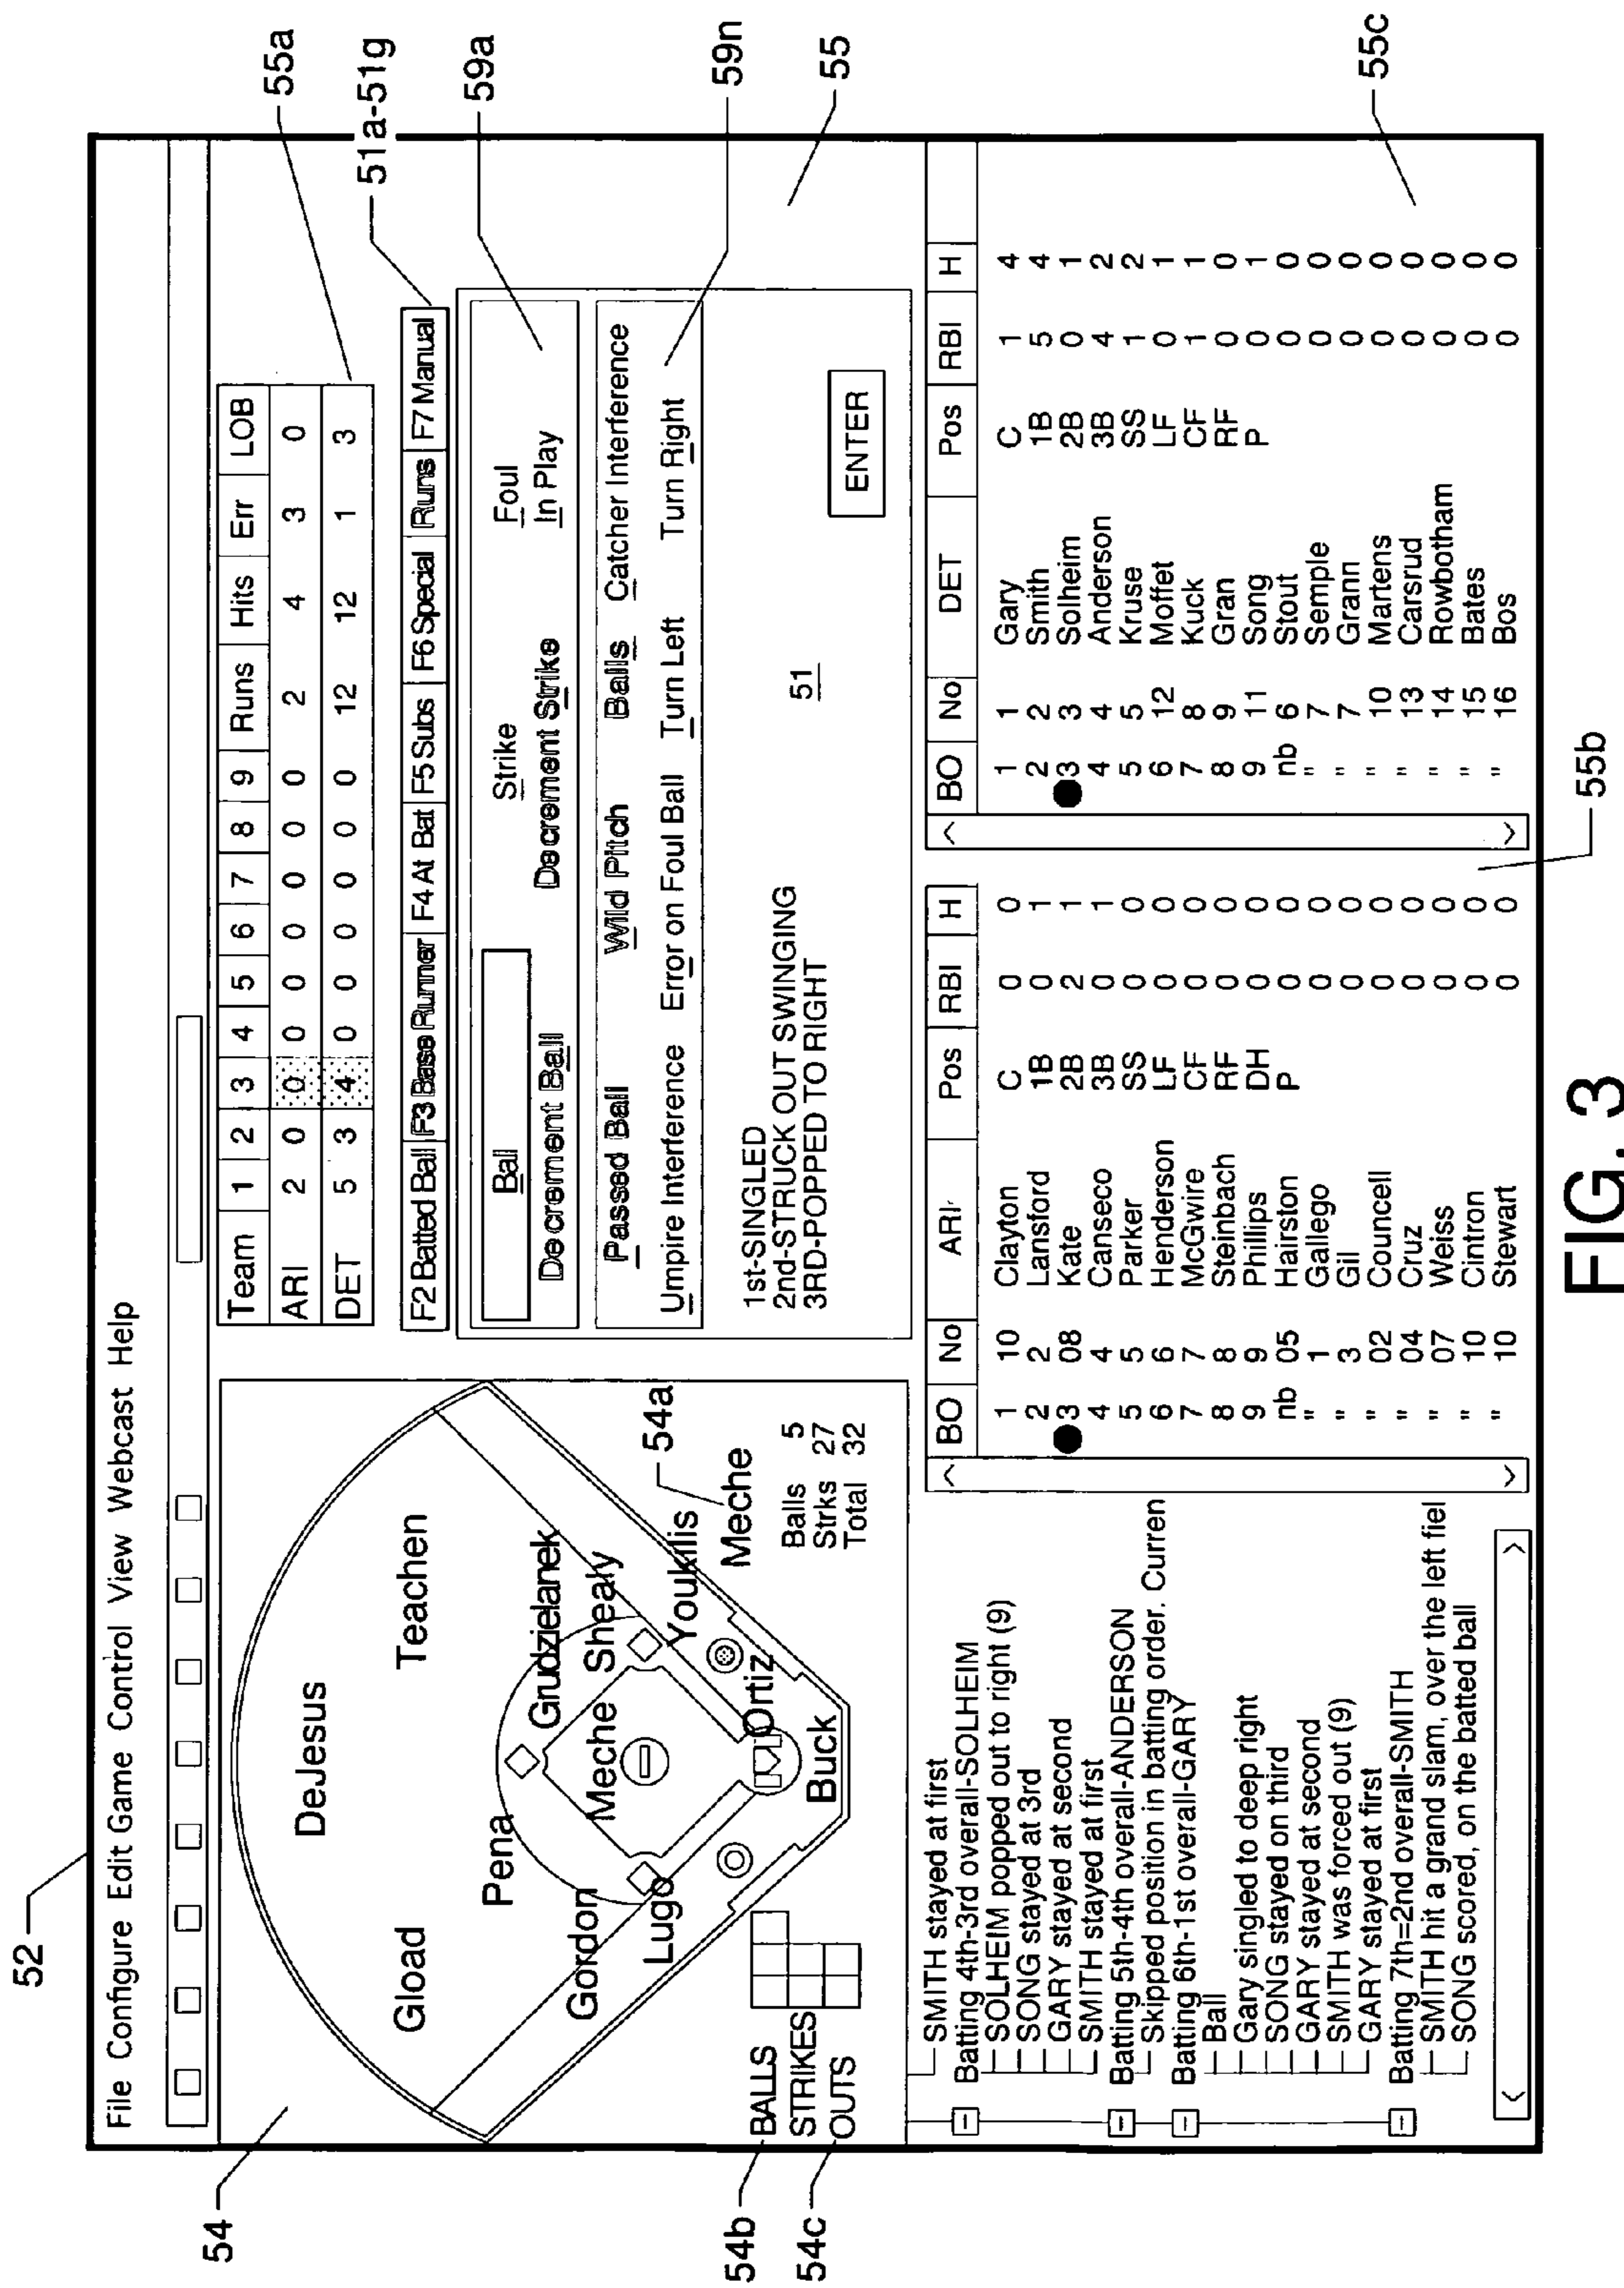 52
File Configure Edit Game Control View Webcast Help
54
DeJesus
Gload
Teachen
Pena
Grudzielanek
Gordon
Meche
Shealy
Lugo
Youkilis
54a
Ortiz
Meche
Buck
54b
BALLS
STRIKES
54c
OUTS
Balls 5
Strks 27
Total 32
Team 1 2 3 4 5 6 7 8 9 Runs Hits Err LOB
ARI 2 0 0 0 0 0 0 0 0 2 4 3 0
DET 5 3 4 0 0 0 0 0 0 12 12 1 3
55a
51a-51g
F2 Batted Ball F3 Base Runner F4 At Bat F5 Subs F6 Special Runs F7 Manual
59a
Ball Strike Foul
Decrement Ball Decrement Strike In Play
59n
Passed Ball Wild Pitch Balls Catcher Interference
Umpire Interference Error on Foul Ball Turn Left Turn Right
1st-SINGLED
2nd-STRUCK OUT SWINGING
3RD-POPPED TO RIGHT
51
ENTER
55
SMITH stayed at first
Batting 4th-3rd overall-SOLHEIM
SOLHEIM popped out to right (9)
SONG stayed at 3rd
GARY stayed at second
SMITH stayed at first
Batting 5th-4th overall-ANDERSON
Skipped position in batting order. Curren
Batting 6th-1st overall-GARY
Ball
Gary singled to deep right
SONG stayed on third
GARY stayed at second
SMITH was forced out (9)
GARY stayed at first
Batting 7th=2nd overall-SMITH
SMITH hit a grand slam, over the left fiel
SONG scored, on the batted ball
BO No ARI Pos RBI H
1 10 Clayton C 0 0
2 2 Lansford 1B 0 1
3 08 Kate 2B 2 1
4 4 Canseco 3B 0 1
5 5 Parker SS 0 0
6 6 Henderson LF 0 0
7 7 McGwire CF 0 0
8 8 Steinbach RF 0 0
9 9 Phillips DH 0 0
nb 05 Hairston P 0 0
" 1 Gallego 0 0
" 3 Gil 0 0
" 02 Councell 0 0
" 04 Cruz 0 0
" 07 Weiss 0 0
" 10 Cintron 0 0
" 10 Stewart 0 0
55b
BO No DET Pos RBI H
1 1 Gary C 1 4
2 2 Smith 1B 5 4
3 3 Solheim 2B 0 1
4 4 Anderson 3B 4 2
5 5 Kruse SS 1 2
6 12 Moffet LF 0 1
7 8 Kuck CF 1 1
8 9 Gran RF 0 0
9 11 Song P 0 1
nb 6 Stout 0 0
" 7 Semple 0 0
" 7 Grann 0 0
" 10 Martens 0 0
" 13 Carsrud 0 0
" 14 Rowbotham 0 0
" 15 Bates 0 0
" 16 Bos 0 0
55c
FIG. 3